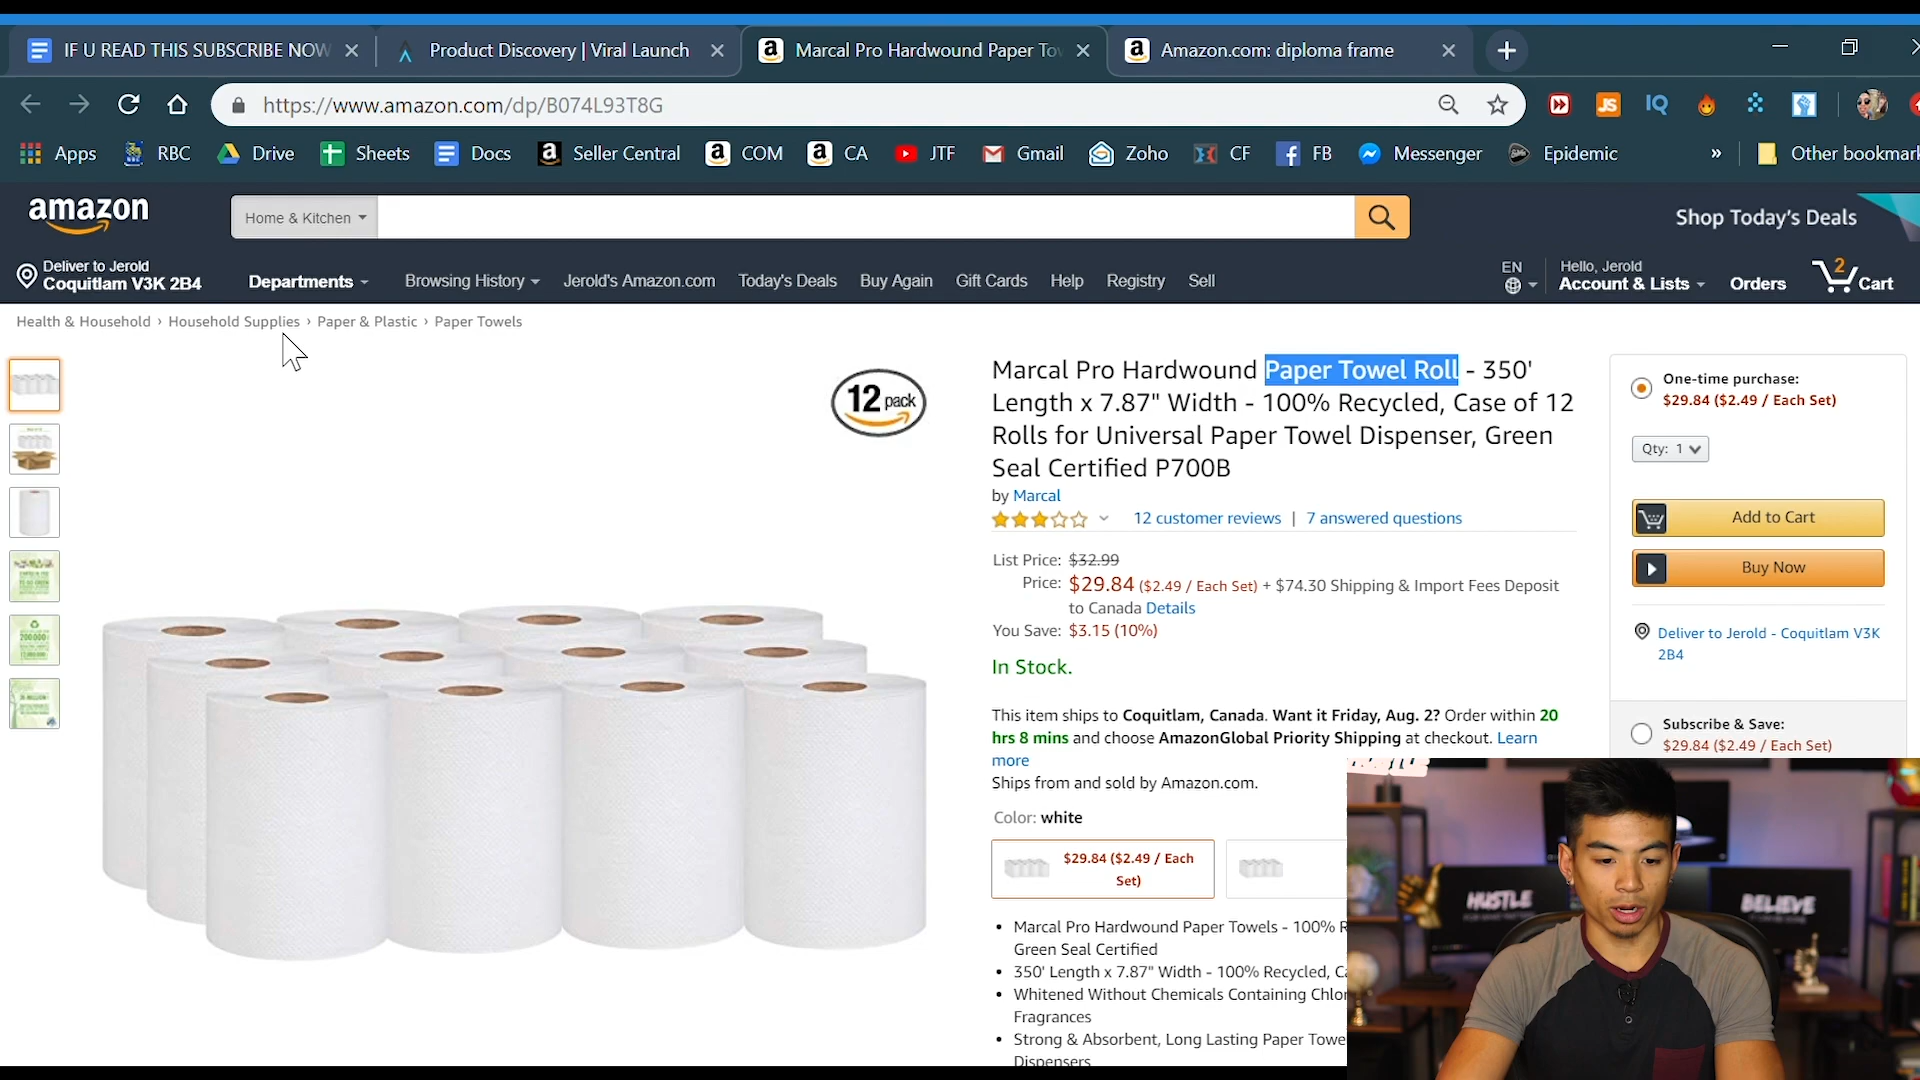 IF U READ THIS SUBSCRIBE NOW
Product Discovery | Viral Launch
Marcal Pro Hardwound Paper To
Amazon.com: diploma frame
https://www.amazon.com/dp/B074L93T8G
JS
IQ
Apps
RBC
Drive
Sheets
Docs
Seller Central
COM
CA
JTF
Gmail
Zoho
CF
FB
Messenger
Epidemic
»
Other bookmark
amazon
Home & Kitchen
Shop Today's Deals
Deliver to Jerold
Coquitlam V3K 2B4
Departments
Browsing History
Jerold's Amazon.com
Today's Deals
Buy Again
Gift Cards
Help
Registry
Sell
EN
Hello, Jerold
Account & Lists
Orders
2
Cart
Health & Household › Household Supplies › Paper & Plastic › Paper Towels
12 pack
Marcal Pro Hardwound Paper Towel Roll - 350'
Length x 7.87" Width - 100% Recycled, Case of 12
Rolls for Universal Paper Towel Dispenser, Green
Seal Certified P700B
by Marcal
12 customer reviews | 7 answered questions
List Price: $32.99
Price: $29.84 ($2.49 / Each Set) + $74.30 Shipping & Import Fees Deposit
to Canada Details
You Save: $3.15 (10%)
In Stock.
This item ships to Coquitlam, Canada. Want it Friday, Aug. 2? Order within 20
hrs 8 mins and choose AmazonGlobal Priority Shipping at checkout. Learn
more
Ships from and sold by Amazon.com.
Color: white
$29.84 ($2.49 / Each
Set)
• Marcal Pro Hardwound Paper Towels - 100% R
Green Seal Certified
• 350' Length x 7.87" Width - 100% Recycled, Ca
• Whitened Without Chemicals Containing Chlor
Fragrances
• Strong & Absorbent, Long Lasting Paper Towe
Dispensers
One-time purchase:
$29.84 ($2.49 / Each Set)
Qty: 1
Add to Cart
Buy Now
Deliver to Jerold - Coquitlam V3K
2B4
Subscribe & Save:
$29.84 ($2.49 / Each Set)
HUSTLE
BELIEVE